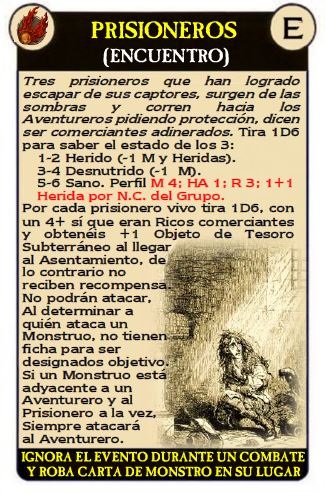 PRISIONEROS
E
(ENCUENTRO)
Tres prisioneros que han logrado
escapar de sus captores, surgen de las
sombras y corren hacia los
Aventureros pidiendo protección, dicen
ser comerciantes adinerados. Tira 1D6
para saber el estado de los 3:
1-2 Herido (-1 M y Heridas).
3-4 Desnutrido (-1 M).
5-6 Sano. Perfil M 4; HA 1; R 3; 1+1
Herida por N.C. del Grupo.
Por cada prisionero vivo tira 1D6, con
un 4+ sí que eran Ricos comerciantes
y obtenéis +1 Objeto de Tesoro
Subterráneo al llegar
al Asentamiento, de
lo contrario no
reciben recompensa.
No podrán atacar,
Al determinar a
quién ataca un
Monstruo, no tienen
ficha para ser
designados objetivo.
Si un Monstruo está
adyacente a un
Aventurero y al
Prisionero a la vez,
Siempre atacará
al Aventurero.
IGNORA EL EVENTO DURANTE UN COMBATE
Y ROBA CARTA DE MONSTRO EN SU LUGAR